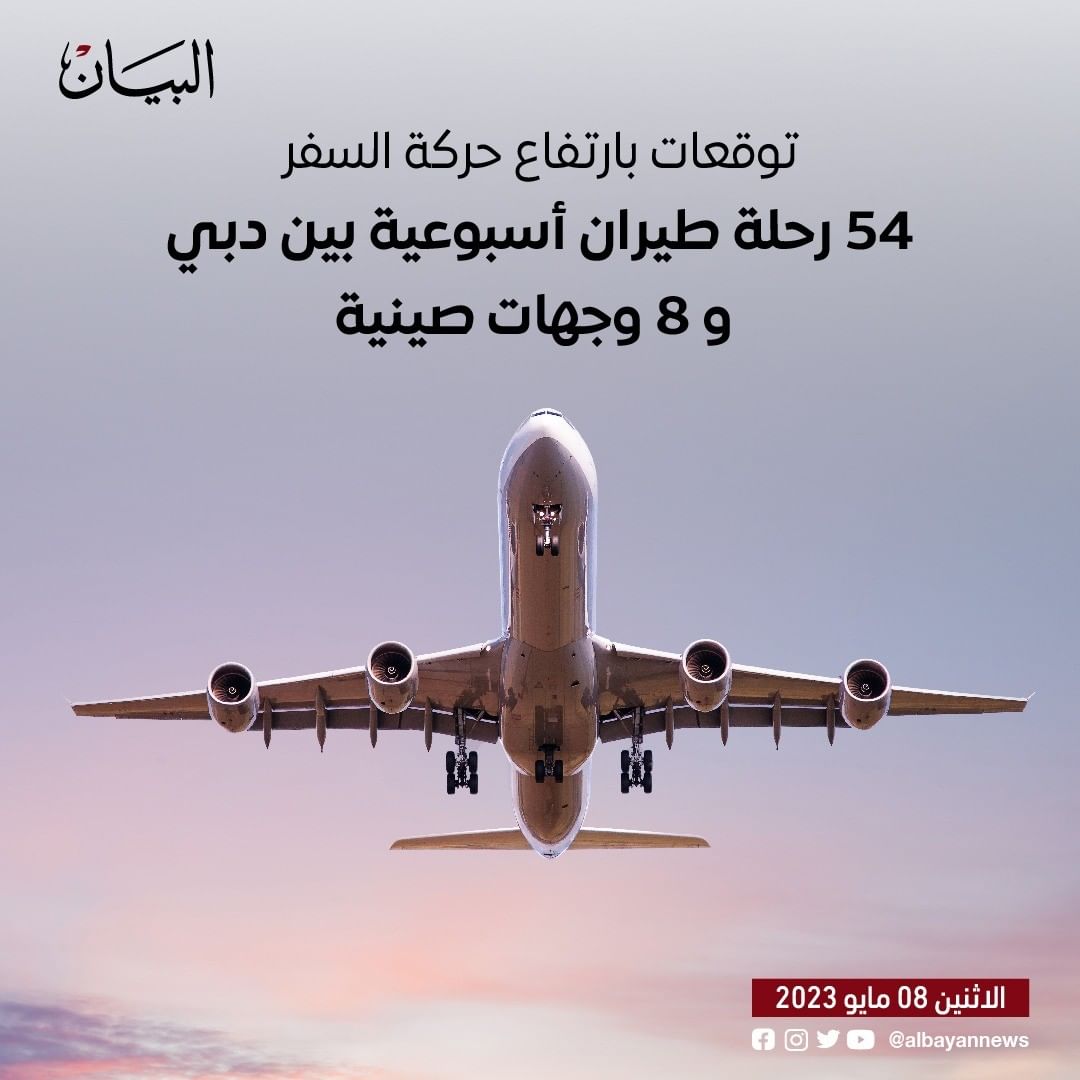 البيان
توقعات بارتفاع حركة السفر
54 رحلة طيران أسبوعية بين دبي
و 8 وجهات صينية
الاثنين 08 مايو 2023
@albayannews